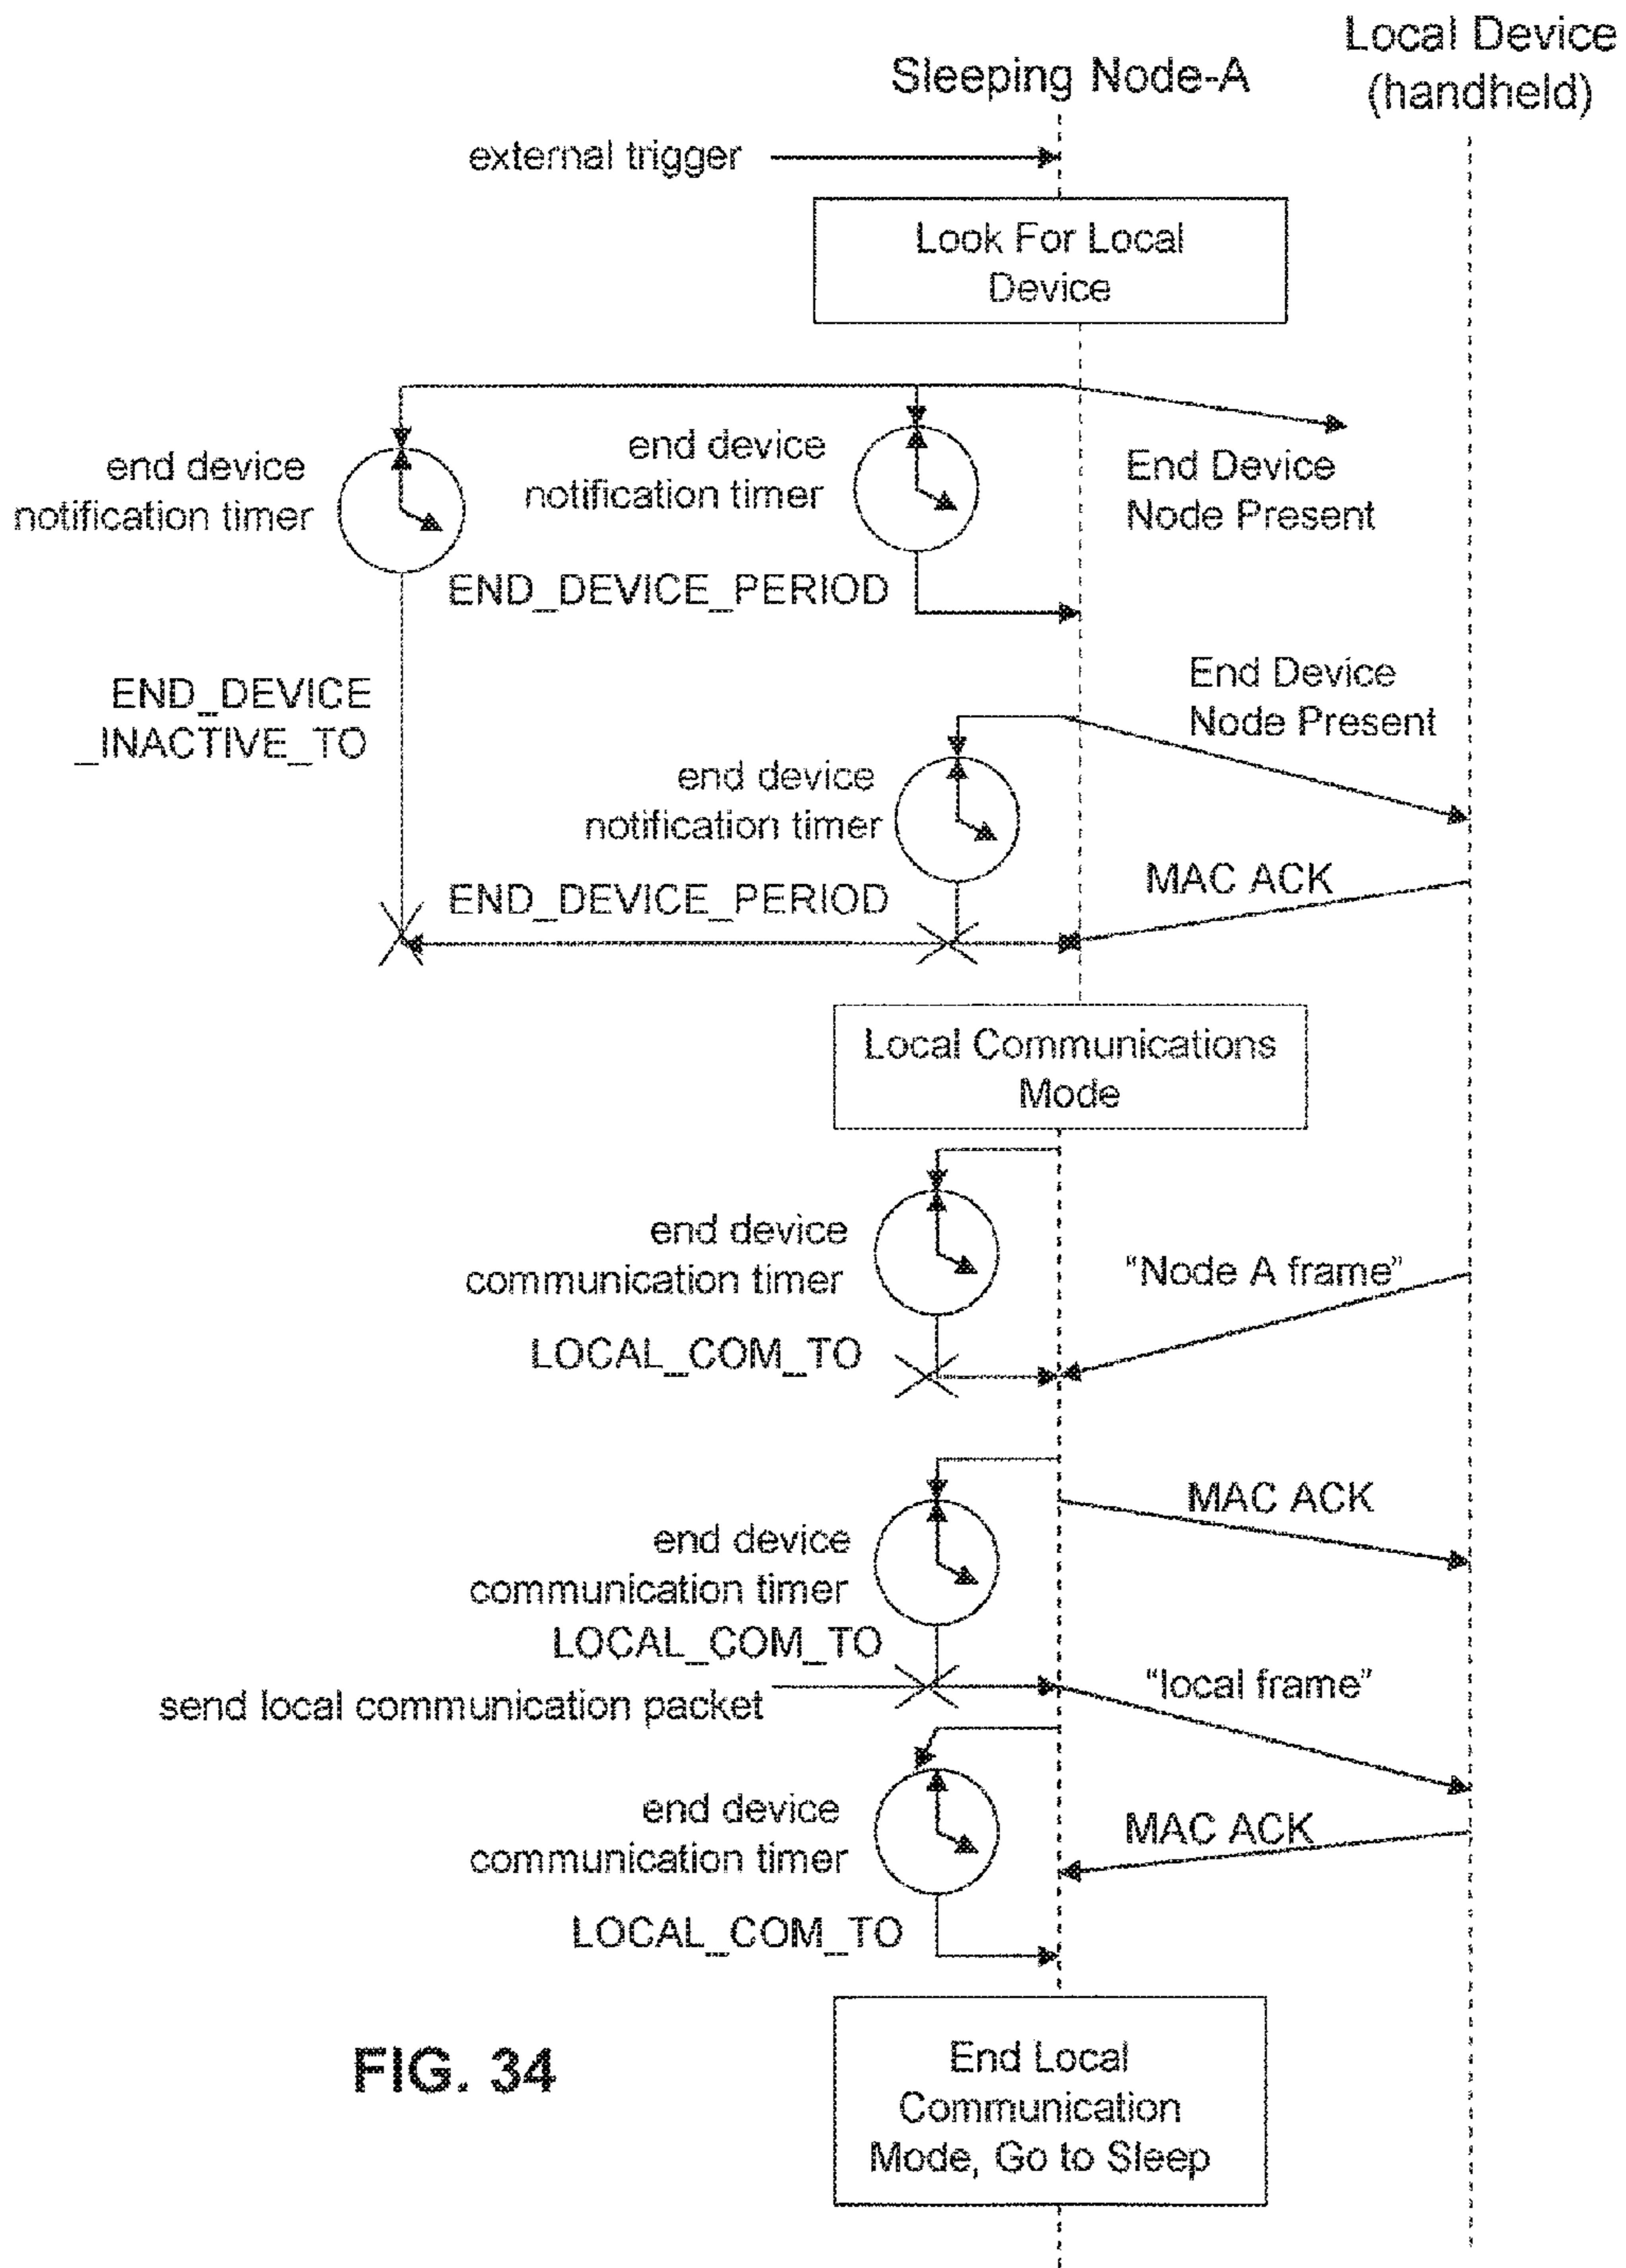 Local Device
(handheld)
Sleeping Node-A
external trigger
Look For Local
Device
end device
notification timer
end device
notification timer
End Device
Node Present
END_DEVICE_PERIOD
END_DEVICE
_INACTIVE_TO
End Device
Node Present
end device
notification timer
MAC ACK
END_DEVICE_PERIOD
Local Communications
Mode
end device
communication timer
"Node A frame"
LOCAL_COM_TO
end device
communication timer
MAC ACK
LOCAL_COM_TO
send local communication packet
"local frame"
end device
communication timer
MAC ACK
LOCAL_COM_TO
End Local
Communication
Mode, Go to Sleep
FIG. 34